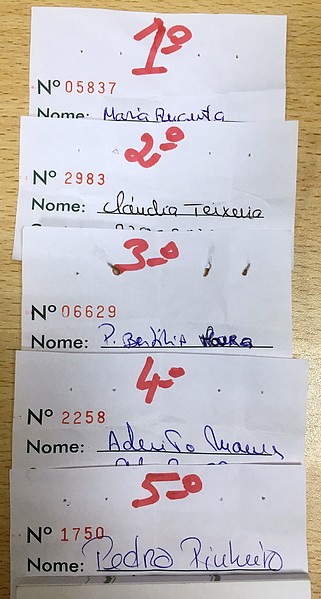 1º
Nº 05837
Nome: Maria
2º
Nº 2983
Nome: Cláudia Teixeira
3º
Nº 06629
Nome: P.
4º
Nº 2258
Nome: Aderito
5º
Nº 1750
Nome: Pedro Pinheiro